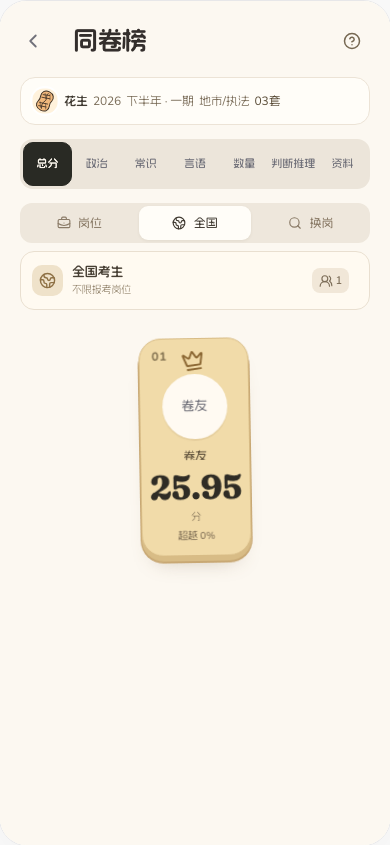 同卷榜
花生 2026 下半年 · 一期 地市/执法 03套
总分 政治 常识 言语 数量 判断推理 资料
岗位 全国 换岗
全国考生
不限报考岗位
1
01
卷友
卷友
25.95
分
超越 0%